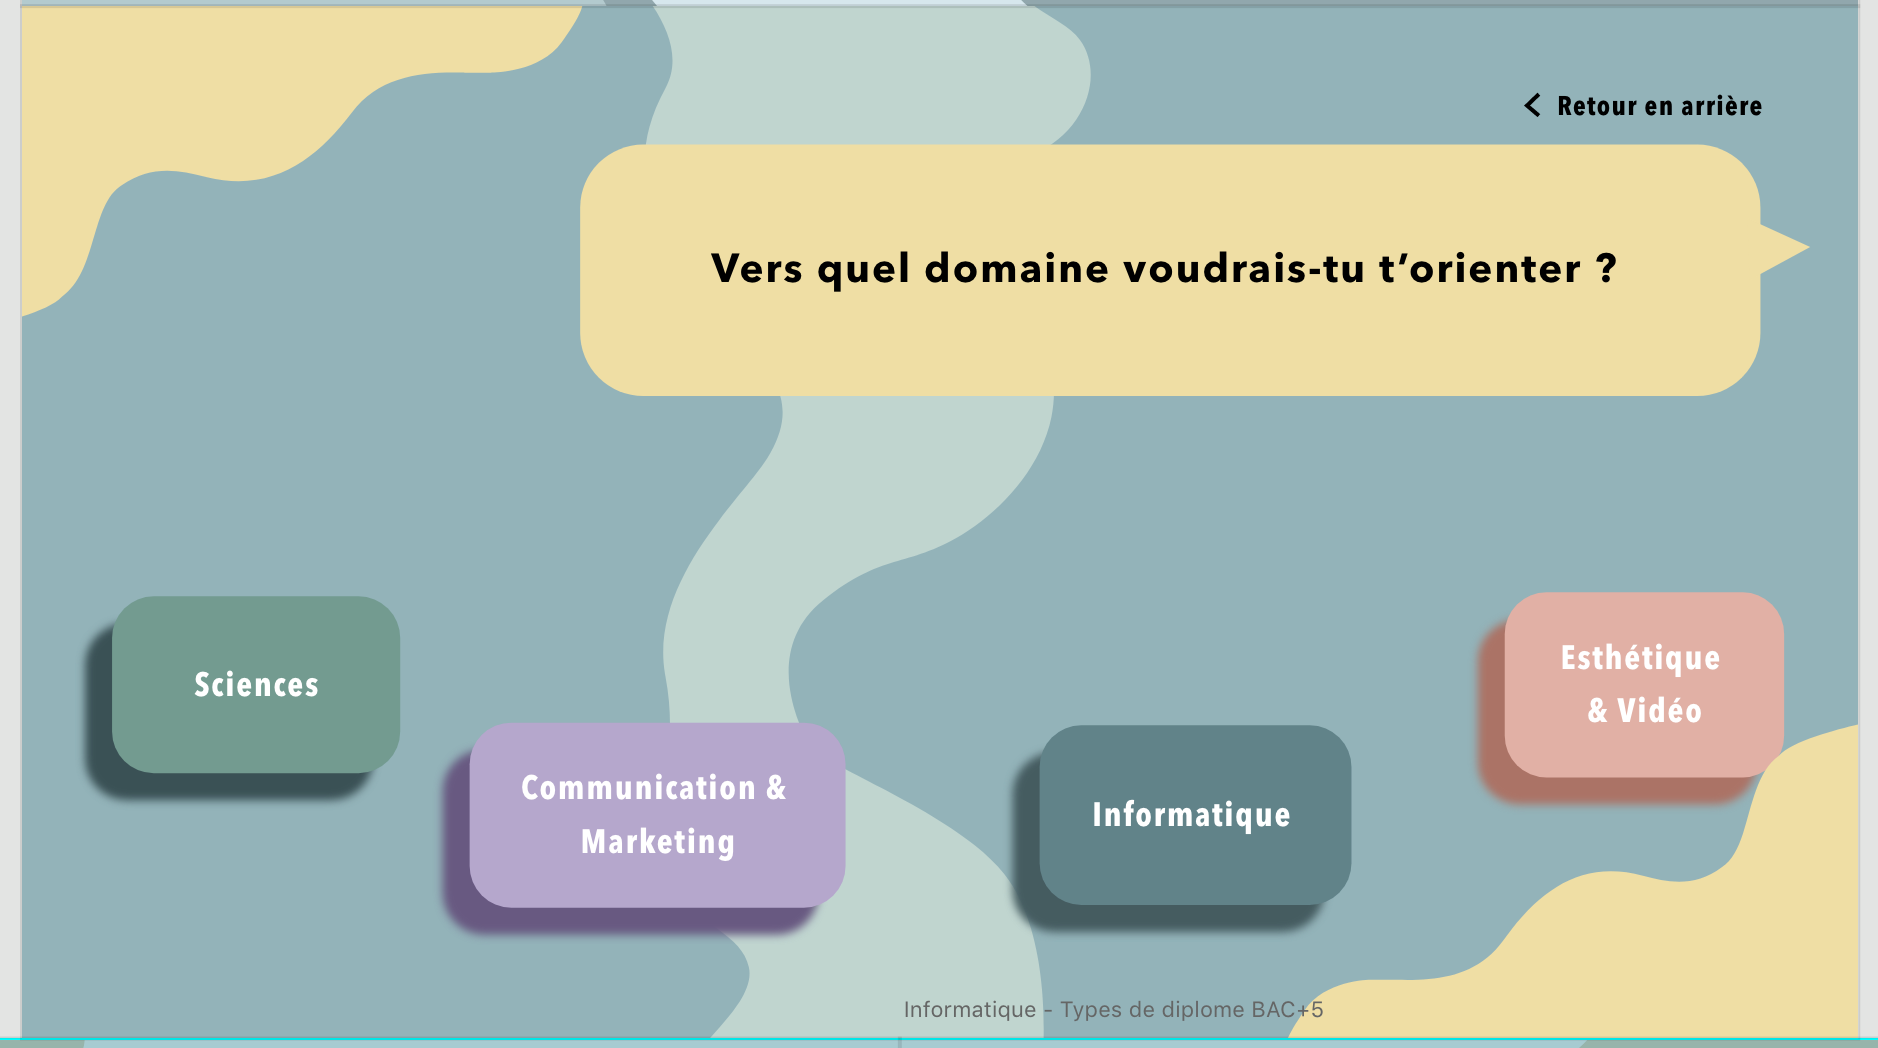 Retour en arrière
Vers quel domaine voudrais-tu t’orienter ?
Sciences
Communication &
Marketing
Informatique
Esthétique
& Vidéo
Informatique - Types de diplome BAC+5